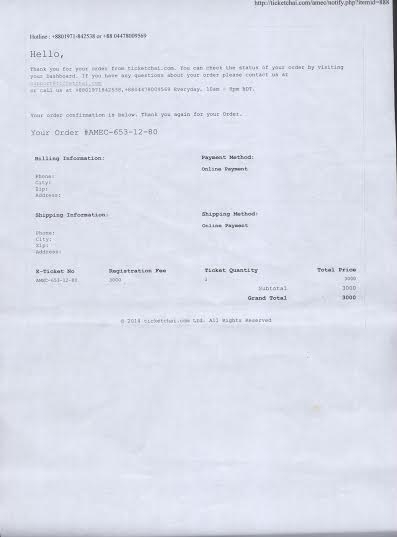 http://ticketchai.com/amec/notify.php?itemid=888
Hotline : +8801971-842538 or +88 04478009569
Hello,
Thank you for your order from ticketchai.com. You can check the status of your order by visiting
your Dashboard. If you have any questions about your order please contact us at
support@ticketchai.com
or call us at +8801971842538,+8804478009569 Everyday, 10am - 9pm BDT.
Your order confirmation is below. Thank you again for your Order.
Your Order #AMEC-653-12-80
Billing Information: Payment Method:
Online Payment
Phone:
City:
Zip:
Address:
Shipping Information: Shipping Method:
Online Payment
Phone:
City:
Zip:
Address:
E-Ticket No Registration Fee Ticket Quantity Total Price
AMEC-653-12-80 3000 1 3000
Subtotal 3000
Grand Total 3000
© 2014 ticketchai.com Ltd. All Rights Reserved